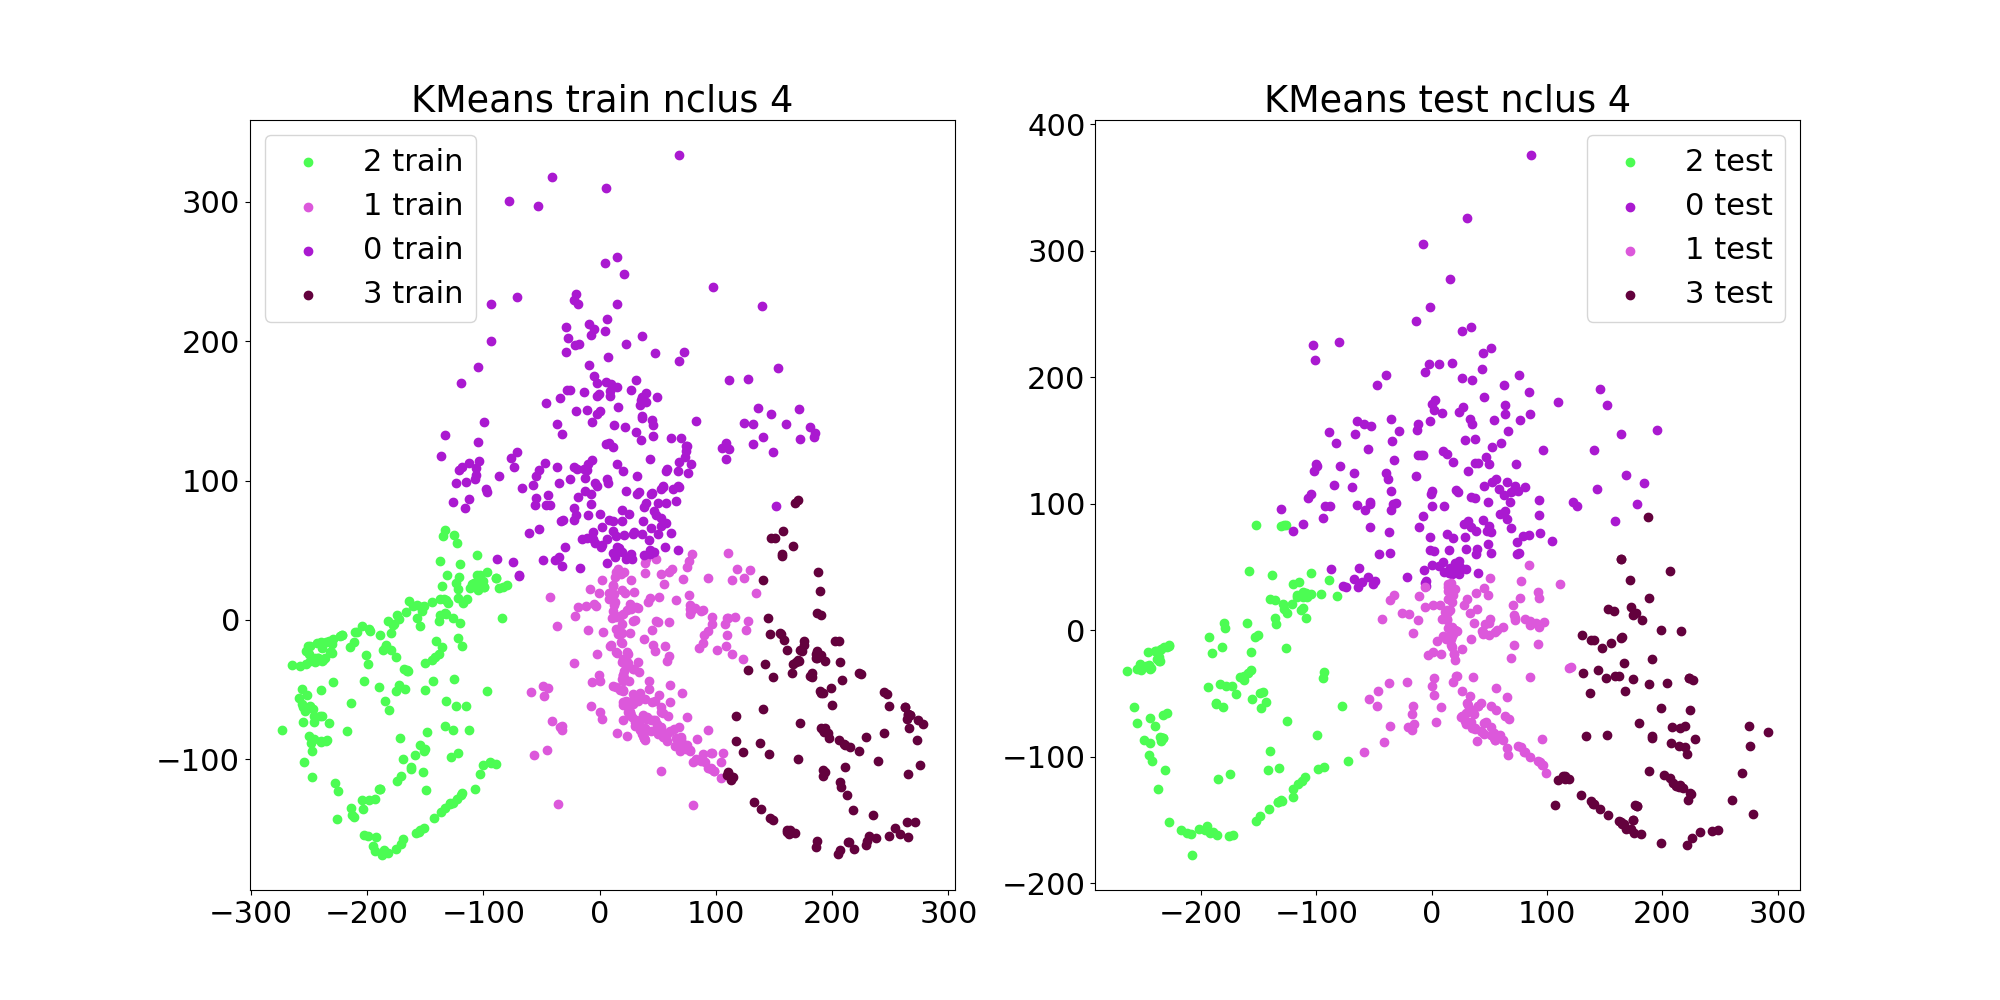 KMeans train nclus 4
2 train
1 train
0 train
3 train
300
200
100
0
−100
−300 −200 −100 0 100 200 300
KMeans test nclus 4
2 test
0 test
1 test
3 test
400
300
200
100
0
−100
−200
−200 −100 0 100 200 300